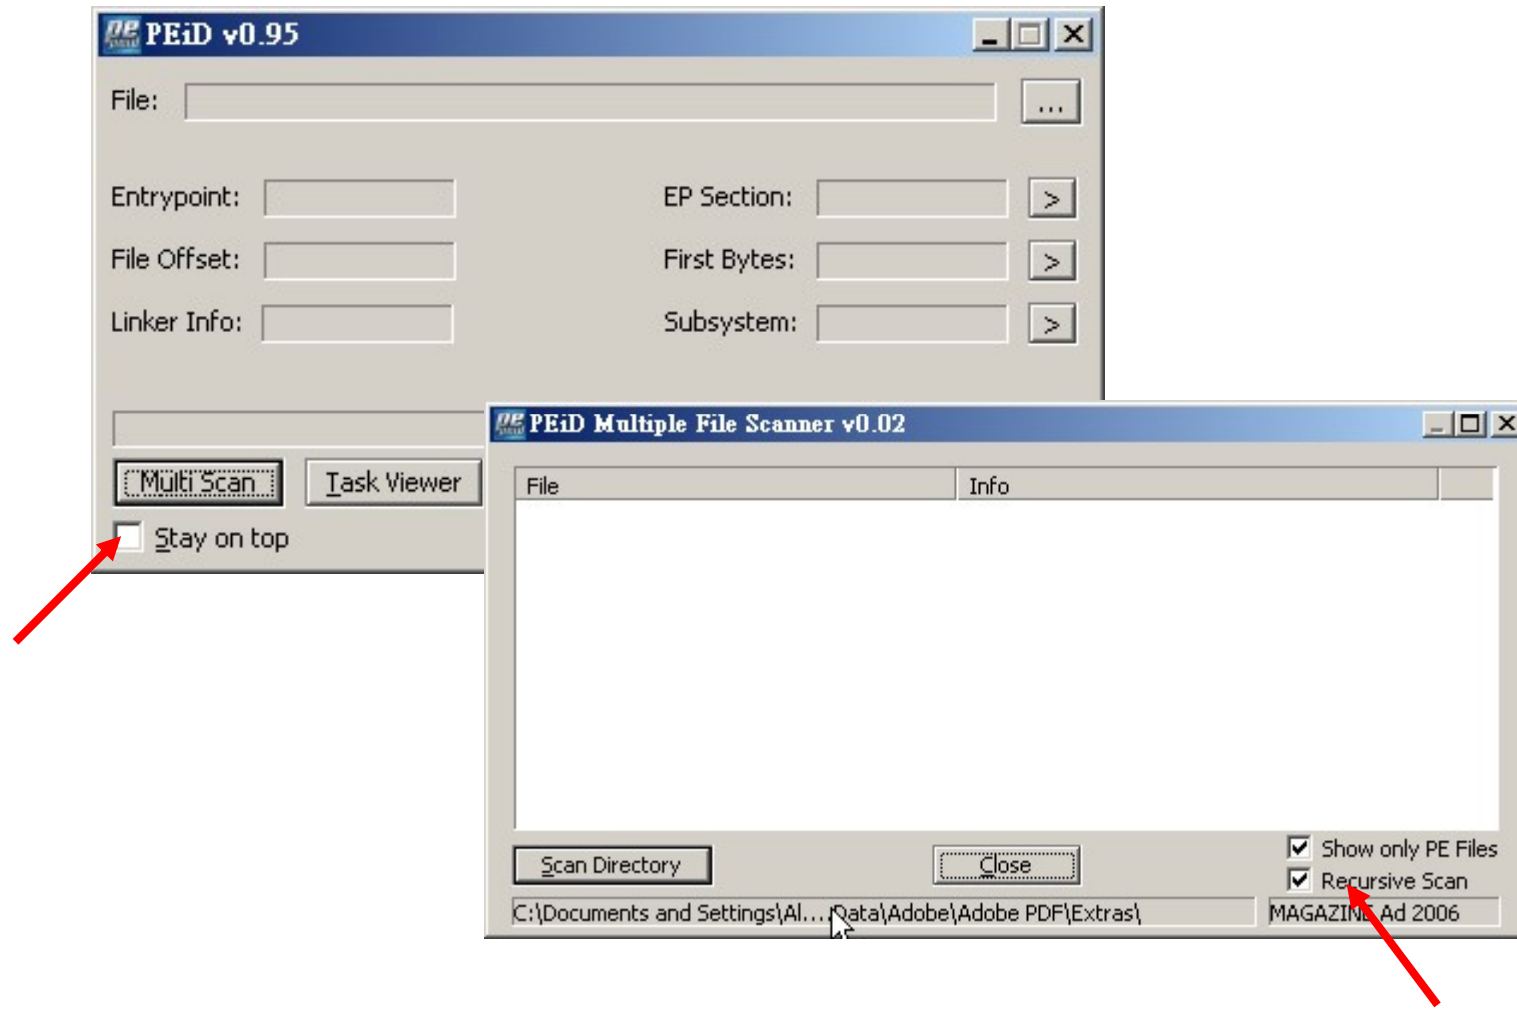 PEiD v0.95
File:
...
Entrypoint:
EP Section:
>
File Offset:
First Bytes:
>
Linker Info:
Subsystem:
>
Multi Scan
Task Viewer
Stay on top
PEiD Multiple File Scanner v0.02
File
Info
Scan Directory
Close
Show only PE Files
Recursive Scan
C:\Documents and Settings\Al... Data\Adobe\Adobe PDF\Extras\
MAGAZINE Ad 2006